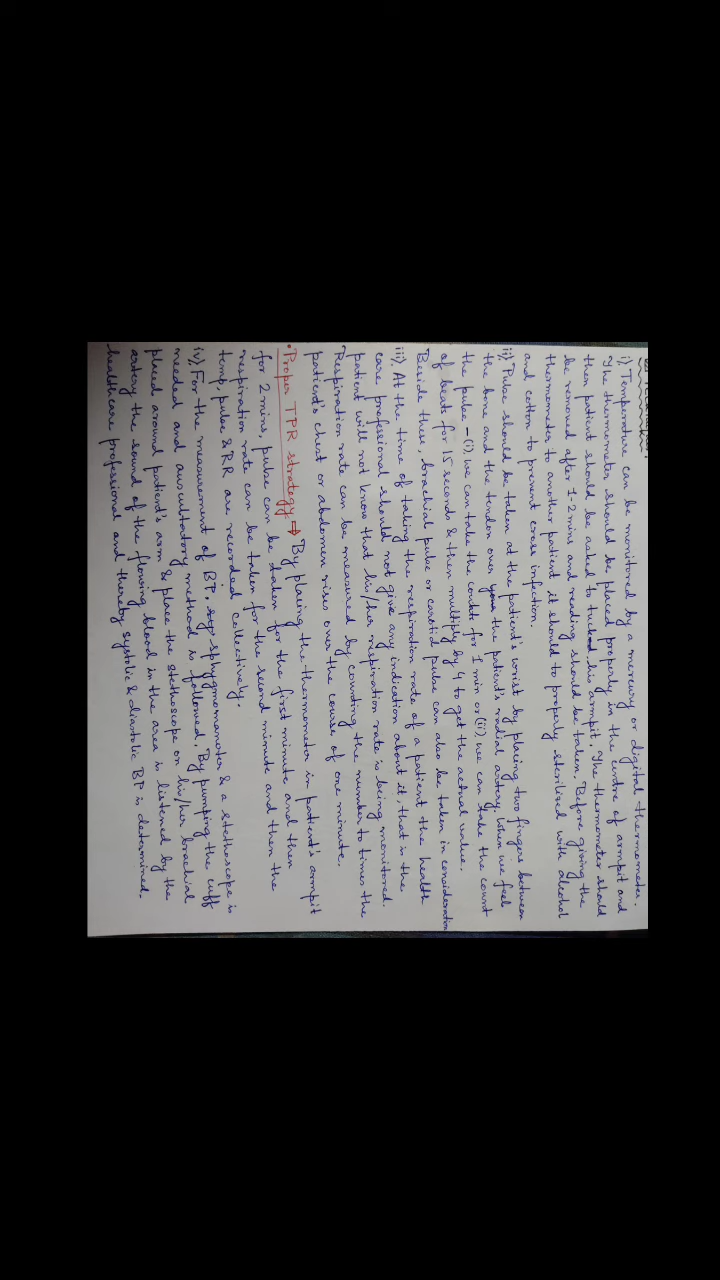 i) Temperature can be monitored by a mercury or digital thermometer.
The thermometer should be placed properly in the centre of armpit and
then patient should be asked to tucked his armpit. The thermometer should
be removed after 1-2 mins and reading should be taken. Before giving the
thermometer to another patient it should to properly sterilised with alcohol
and cotton to prevent cross infection.
ii) Pulse should be taken at the patient's wrist by placing two fingers between
the bone and the tendon over the patient's radial artery. When we feel
the pulse - (i) we can take the count for 1 min or (ii) we can take the count
of beats for 15 seconds & then multiply by 4 to get the actual value.
Beside these, brachial pulse or carotid pulse can also be taken in consideration
iii) At the time of taking the respiration rate of a patient the health
care professional should not give any indication about it, that is the
patient will not know that his/her respiration rate is being monitored.
Respiration rate can be measured by counting the number to times the
patient's chest or abdomen rises over the course of one minute.
• Proper TPR strategy → By placing the thermometer in patient's armpit
for 2 mins, pulse can be taken for the first minute and then
respiration rate can be taken for the second minute and then the
temp, pulse & RR are recorded collectively.
iv) For the measurement of BP, sphygmomanoter & a stethoscope is
needed and auscultatory method is followed. By pumping the cuff
placed around patient's arm & place the stethoscope on his/her brachial
artery the sound of the flowing blood in the area is listened by the
healthcare professional and thereby systolic & diastolic BP is determined.